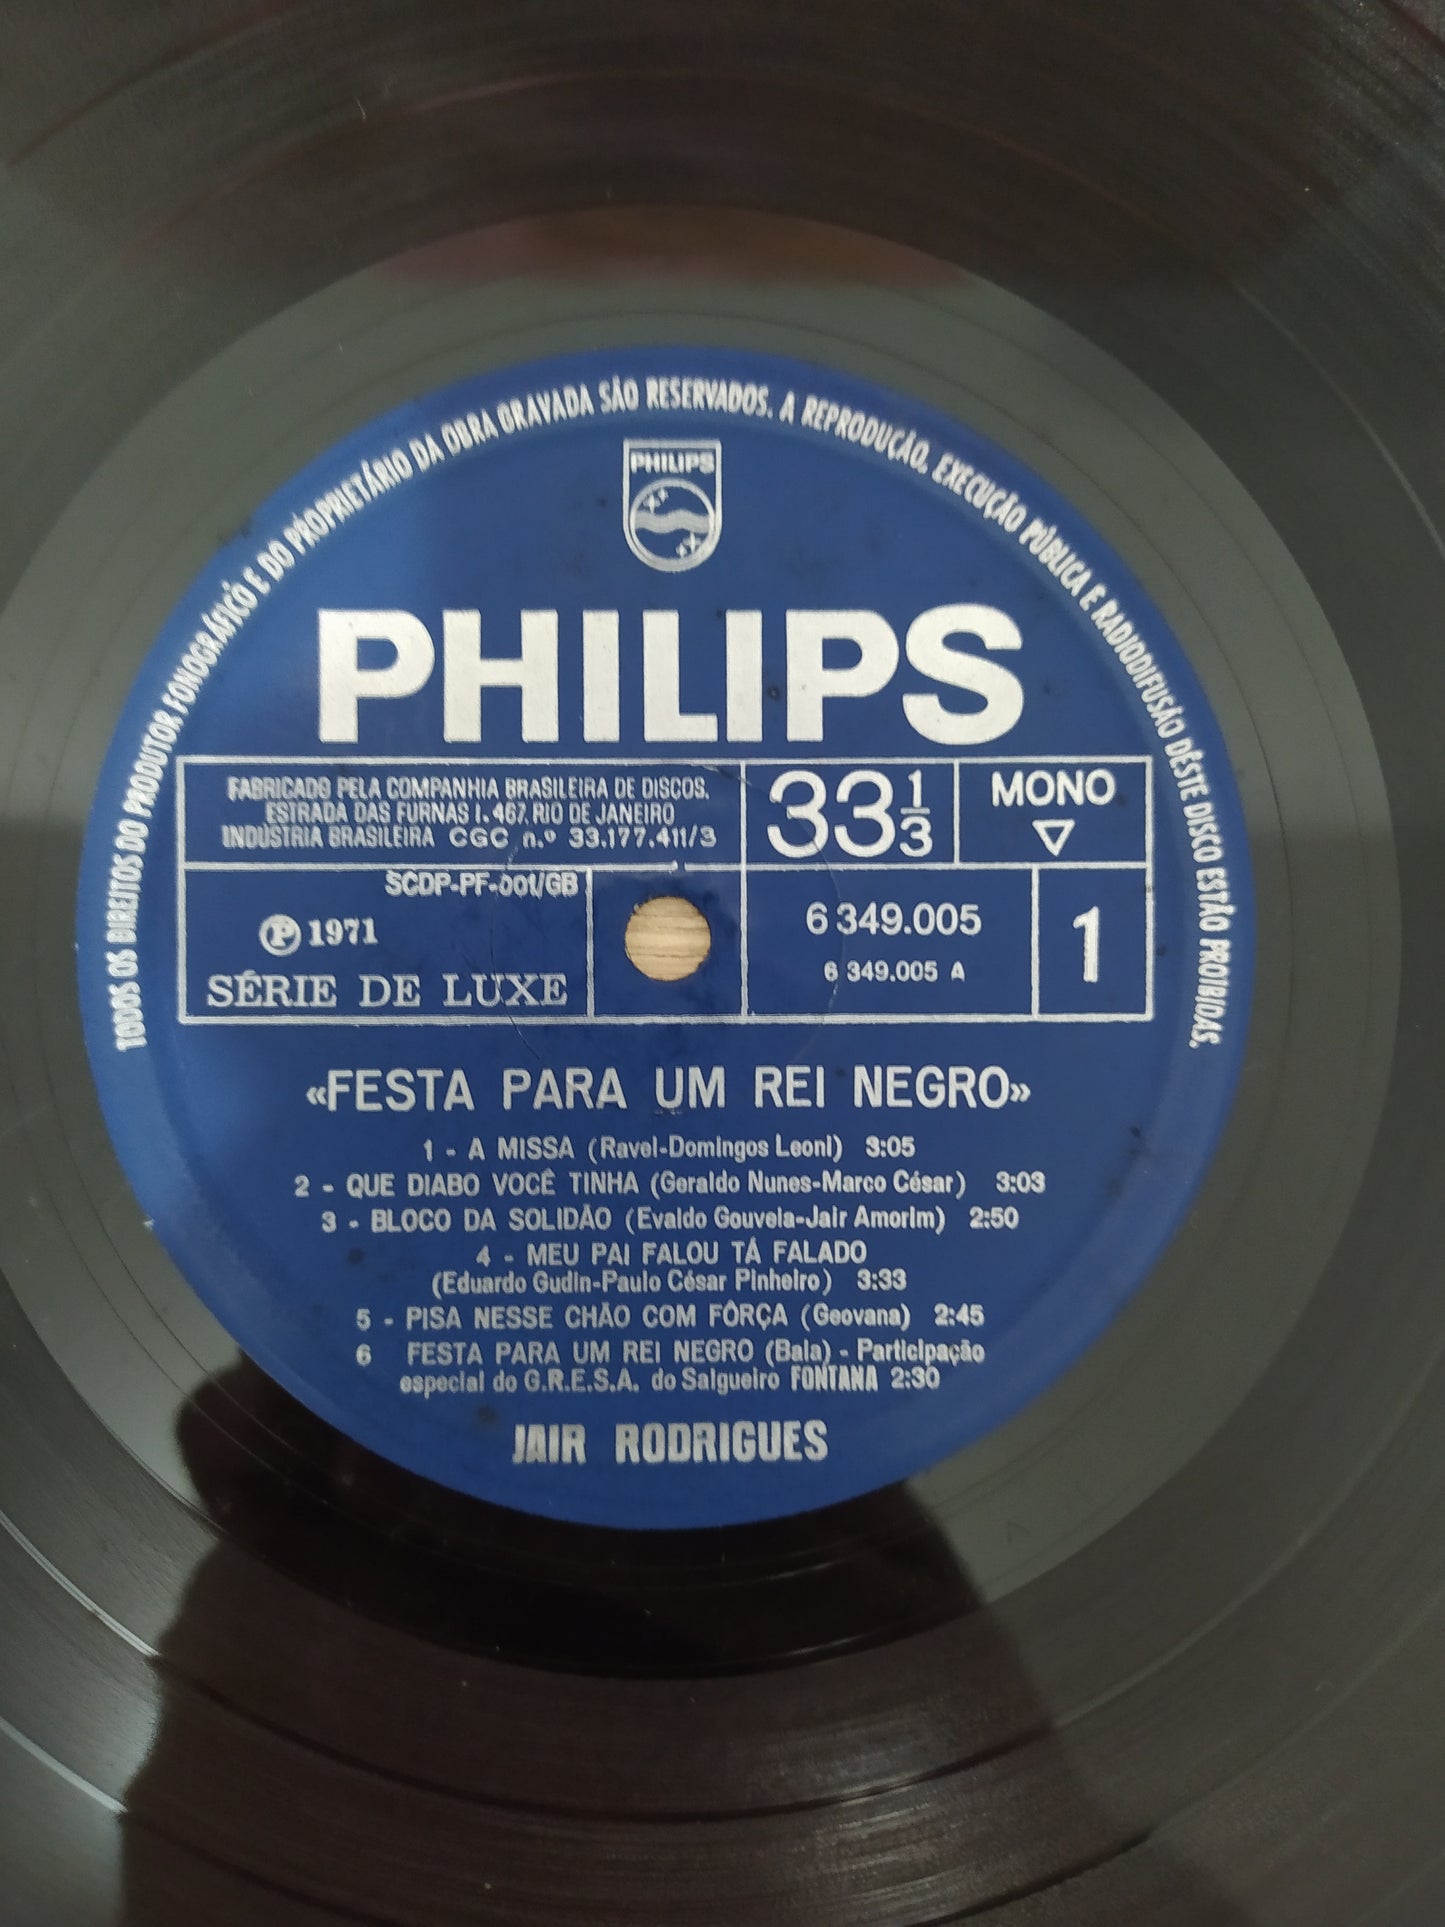 TODOS OS DIREITOS DO PRODUTOR FONOGRÁFICO E DO PROPRIETÁRIO DA OBRA GRAVADA SÃO RESERVADOS. A REPRODUÇÃO, EXECUÇÃO PÚBLICA E RADIODIFUSÃO DÊSTE DISCO ESTÃO PROIBIDAS.
PHILIPS
PHILIPS
FABRICADO PELA COMPANHIA BRASILEIRA DE DISCOS.
ESTRADA DAS FURNAS 1.467, RIO DE JANEIRO
INDÚSTRIA BRASILEIRA CGC n.º 33.177.411/3
33 1/3
MONO
▽
SCDP-PF-001/GB
Ⓟ 1971
SÉRIE DE LUXE
6 349.005
6 349.005 A
1
«FESTA PARA UM REI NEGRO»
1 - A MISSA (Ravel-Domingos Leoni) 3:05
2 - QUE DIABO VOCÊ TINHA (Geraldo Nunes-Marco César) 3:03
3 - BLOCO DA SOLIDÃO (Evaldo Gouveia-Jair Amorim) 2:50
4 - MEU PAI FALOU TÁ FALADO
(Eduardo Gudin-Paulo César Pinheiro) 3:33
5 - PISA NESSE CHÃO COM FÔRÇA (Geovana) 2:45
6 FESTA PARA UM REI NEGRO (Bala) - Participação
especial do G.R.E.S.A. do Salgueiro FONTANA 2:30
JAIR RODRIGUES